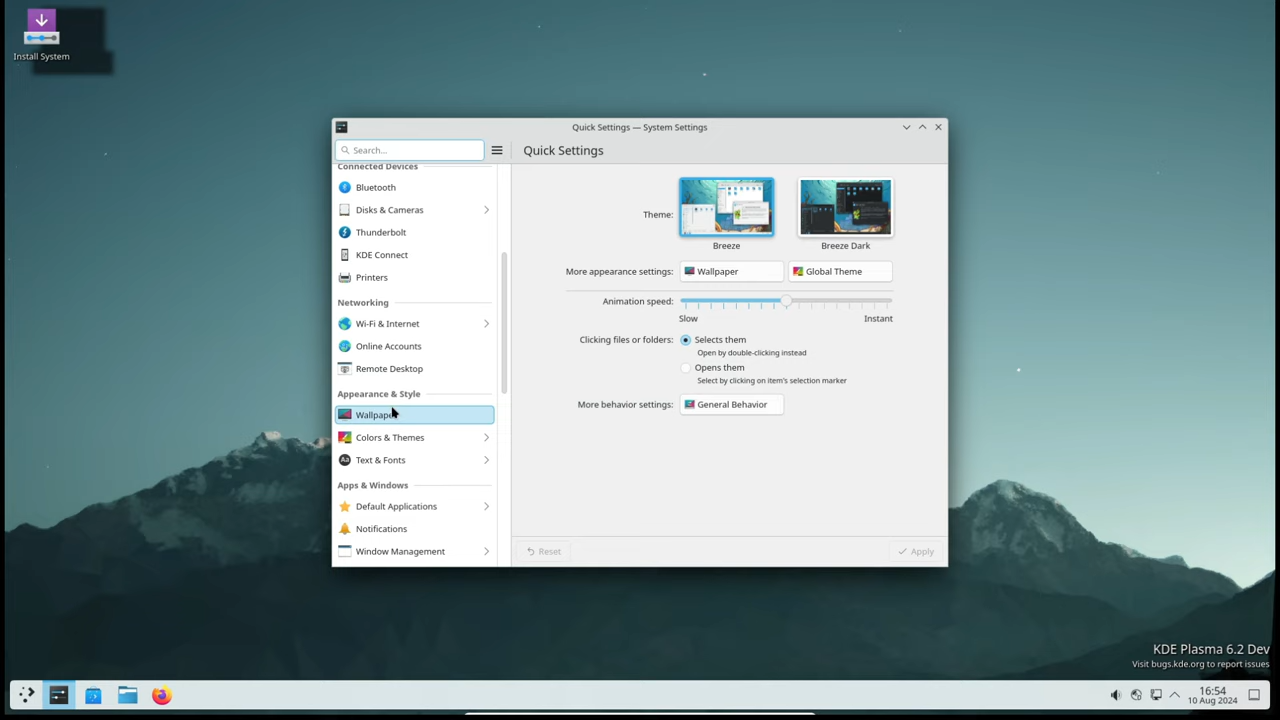 Install System
Quick Settings — System Settings
Search...
Quick Settings
Connected Devices
Bluetooth
Disks & Cameras
Thunderbolt
KDE Connect
Printers
Networking
Wi-Fi & Internet
Online Accounts
Remote Desktop
Appearance & Style
Wallpaper
Colors & Themes
Text & Fonts
Apps & Windows
Default Applications
Notifications
Window Management
Theme:
Breeze
Breeze Dark
More appearance settings:
Wallpaper
Global Theme
Animation speed:
Slow
Instant
Clicking files or folders:
Selects them
Open by double-clicking instead
Opens them
Select by clicking on item's selection marker
More behavior settings:
General Behavior
Reset
Apply
KDE Plasma 6.2 Dev
Visit bugs.kde.org to report issues
16:54
10 Aug 2024